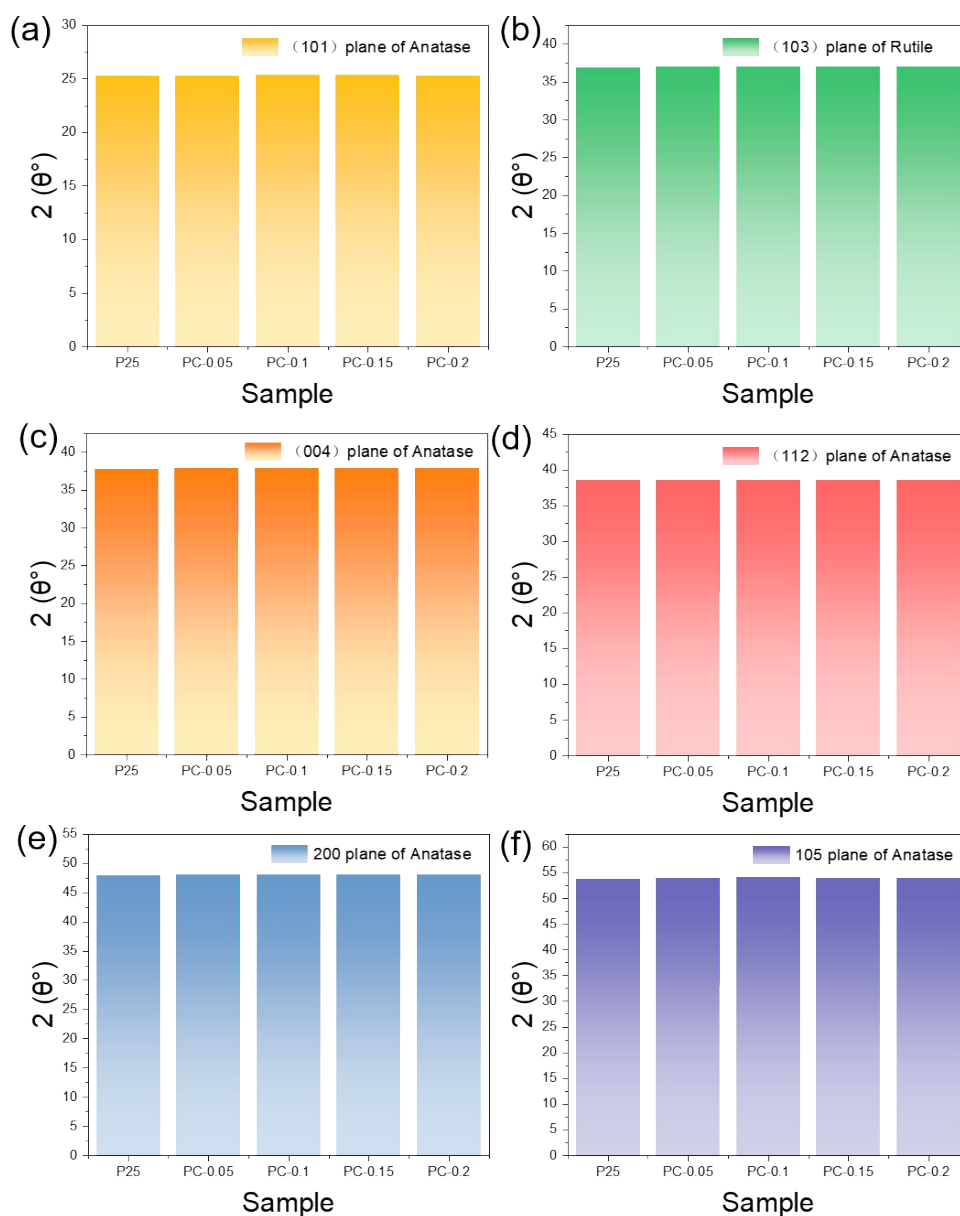 (a)
(101) plane of Anatase
30
25
20
15
10
5
0
2 (θ°)
P25 PC-0.05 PC-0.1 PC-0.15 PC-0.2
Sample
(b)
(103) plane of Rutile
40
35
30
25
20
15
10
5
0
2 (θ°)
P25 PC-0.05 PC-0.1 PC-0.15 PC-0.2
Sample
(c)
(004) plane of Anatase
40
35
30
25
20
15
10
5
0
2 (θ°)
P25 PC-0.05 PC-0.1 PC-0.15 PC-0.2
Sample
(d)
(112) plane of Anatase
45
40
35
30
25
20
15
10
5
0
2 (θ°)
P25 PC-0.05 PC-0.1 PC-0.15 PC-0.2
Sample
(e)
200 plane of Anatase
55
50
45
40
35
30
25
20
15
10
5
0
2 (θ°)
P25 PC-0.05 PC-0.1 PC-0.15 PC-0.2
Sample
(f)
105 plane of Anatase
60
55
50
45
40
35
30
25
20
15
10
5
0
2 (θ°)
P25 PC-0.05 PC-0.1 PC-0.15 PC-0.2
Sample